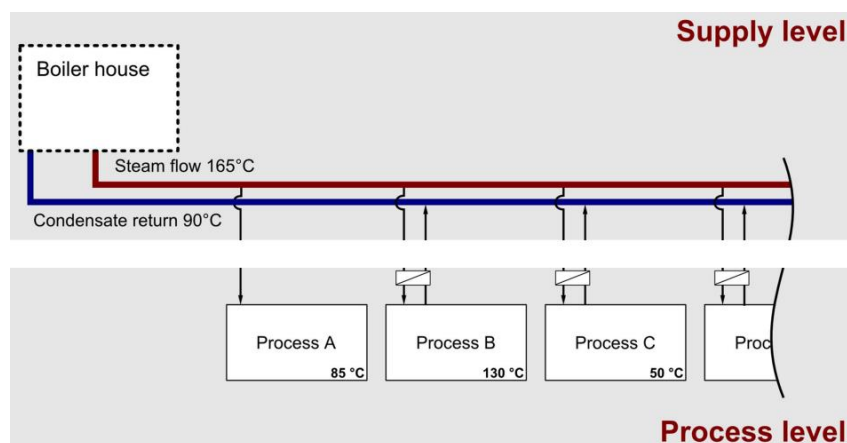 Supply level
Boiler house
Steam flow 165°C
Condensate return 90°C
Process A
85 °C
Process B
130 °C
Process C
50 °C
Proc
Process level